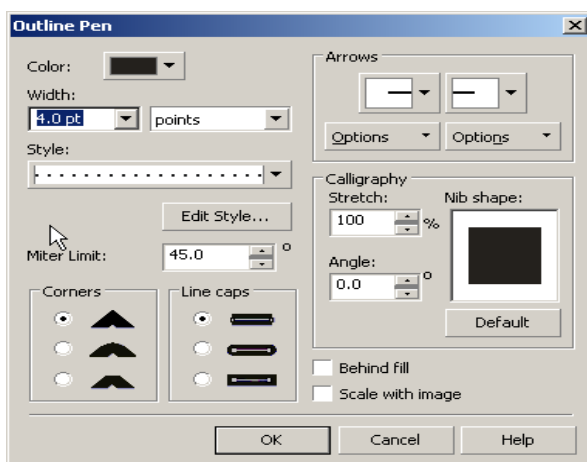 Outline Pen
Color:
Width:
4.0 pt
points
Style:
Edit Style...
Miter Limit:
45.0
°
Corners
Line caps
Arrows
Options
Options
Calligraphy
Stretch:
Nib shape:
100
%
Angle:
0.0
°
Default
Behind fill
Scale with image
OK
Cancel
Help